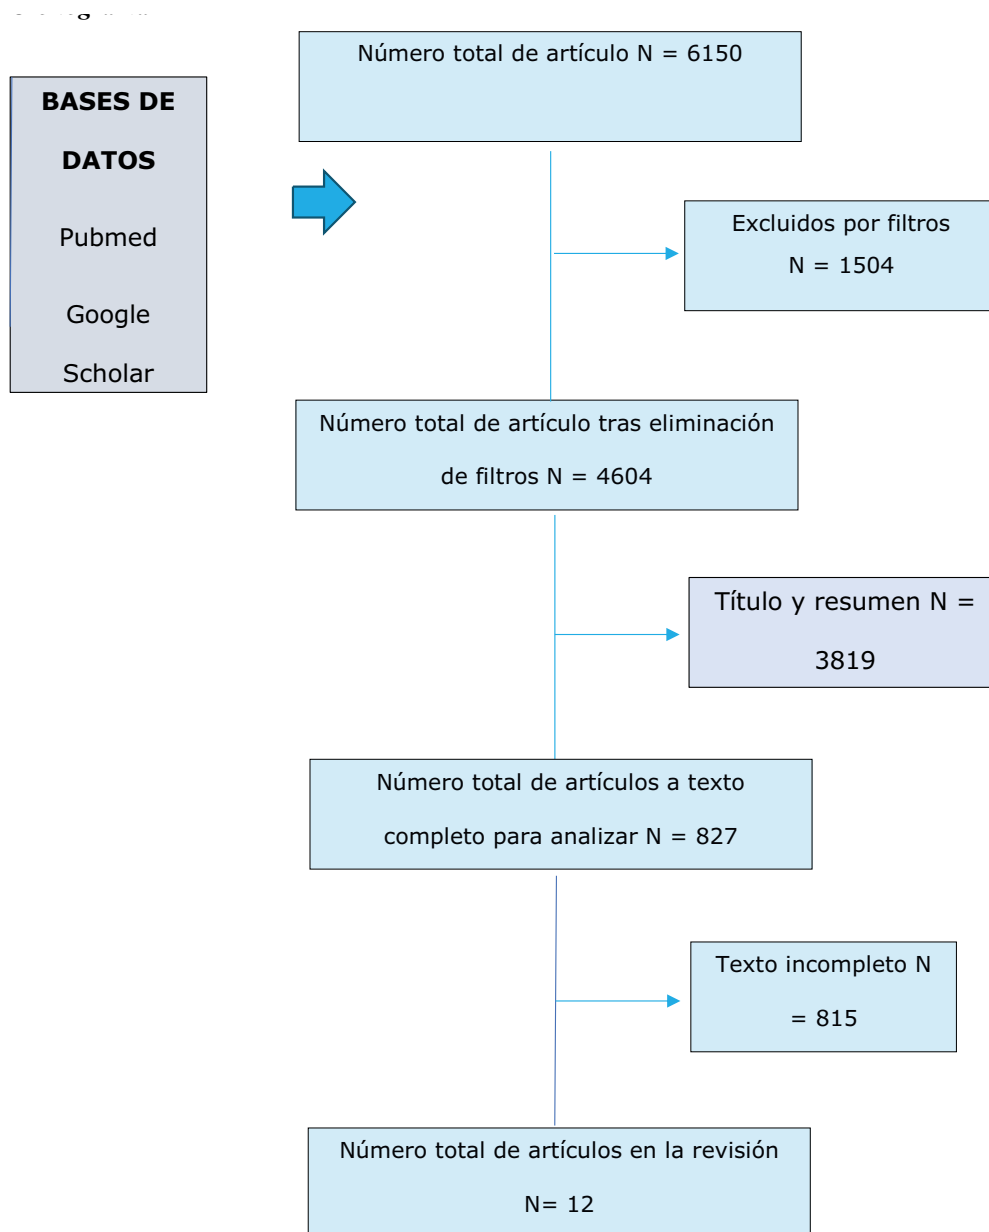 Número total de artículo N = 6150
BASES DE
DATOS
Pubmed
Google
Scholar
Excluidos por filtros
N = 1504
Número total de artículo tras eliminación
de filtros N = 4604
Título y resumen N =
3819
Número total de artículos a texto
completo para analizar N = 827
Texto incompleto N
= 815
Número total de artículos en la revisión
N= 12